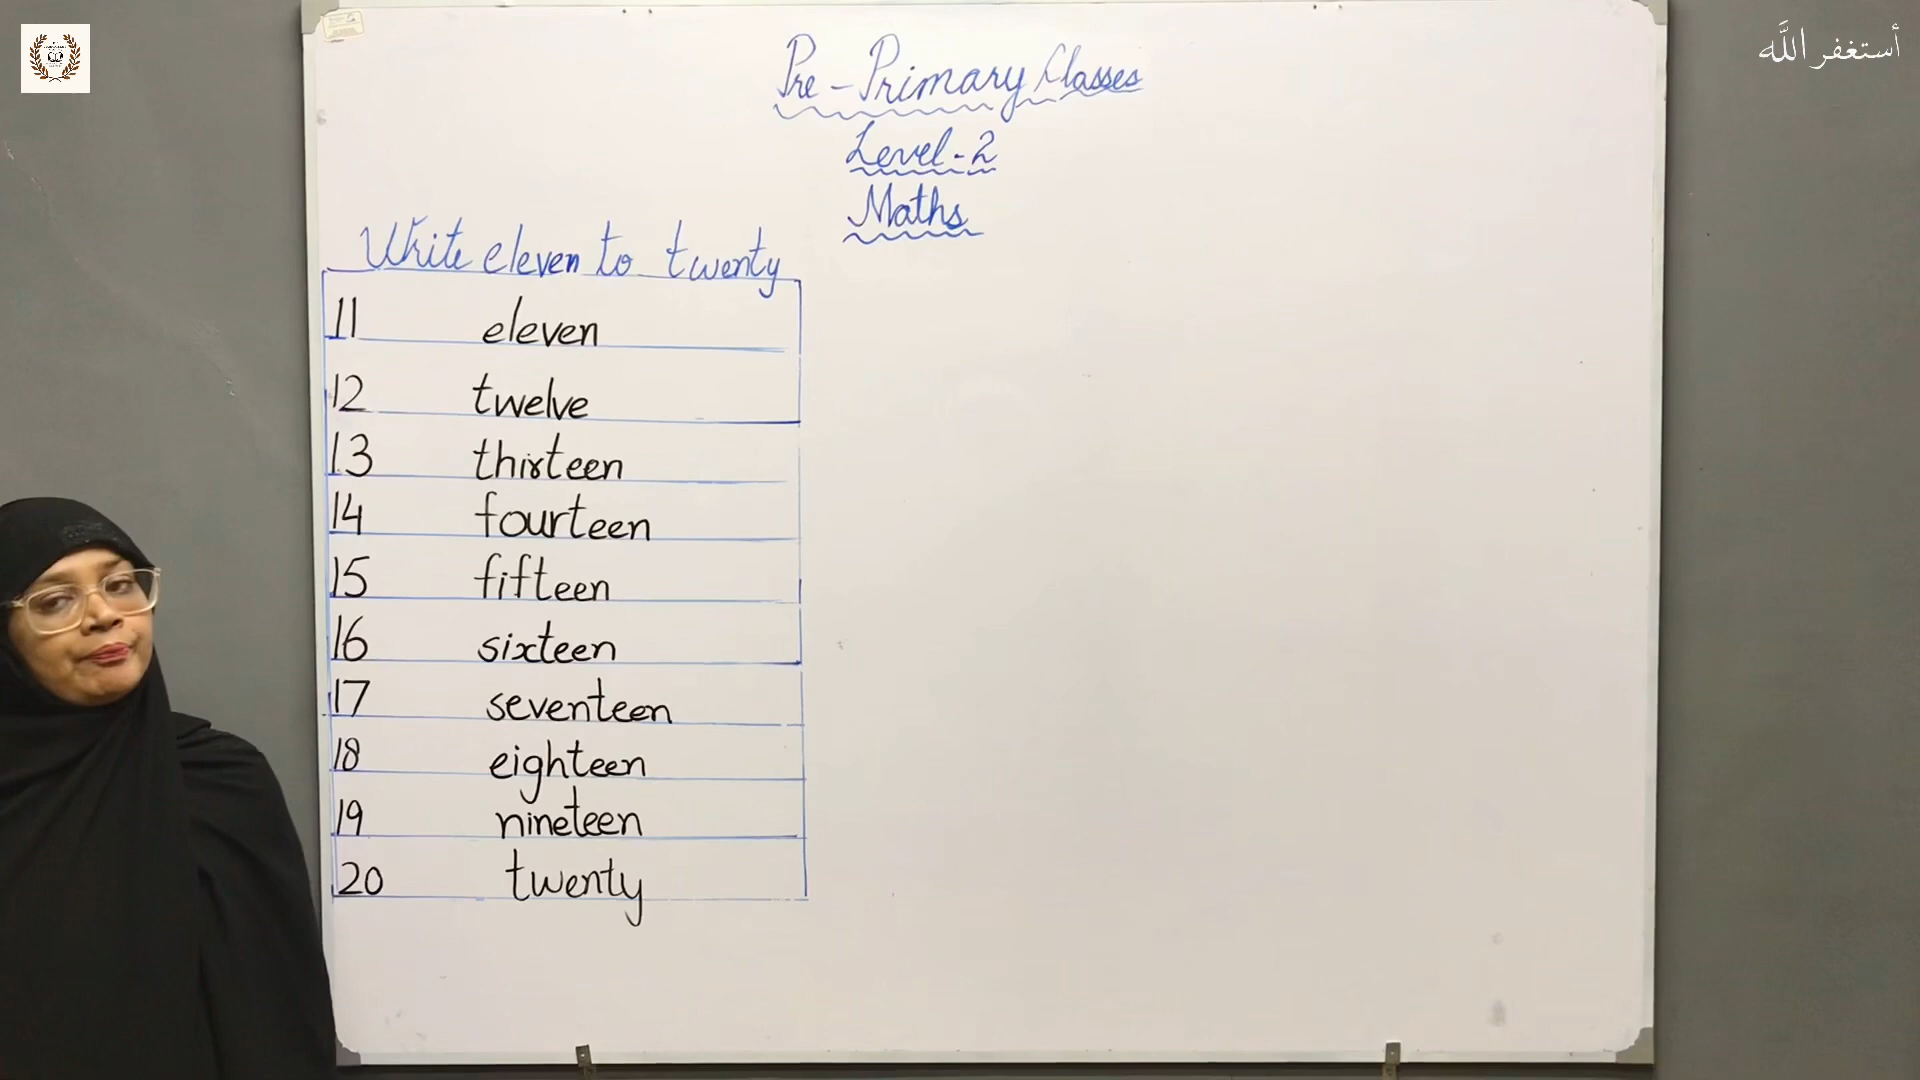 أستغفر الله
Pre-Primary Classes
Level-2
Maths
Write eleven to twenty
11 eleven
12 twelve
13 thirteen
14 fourteen
15 fifteen
16 sixteen
17 seventeen
18 eighteen
19 nineteen
20 twenty